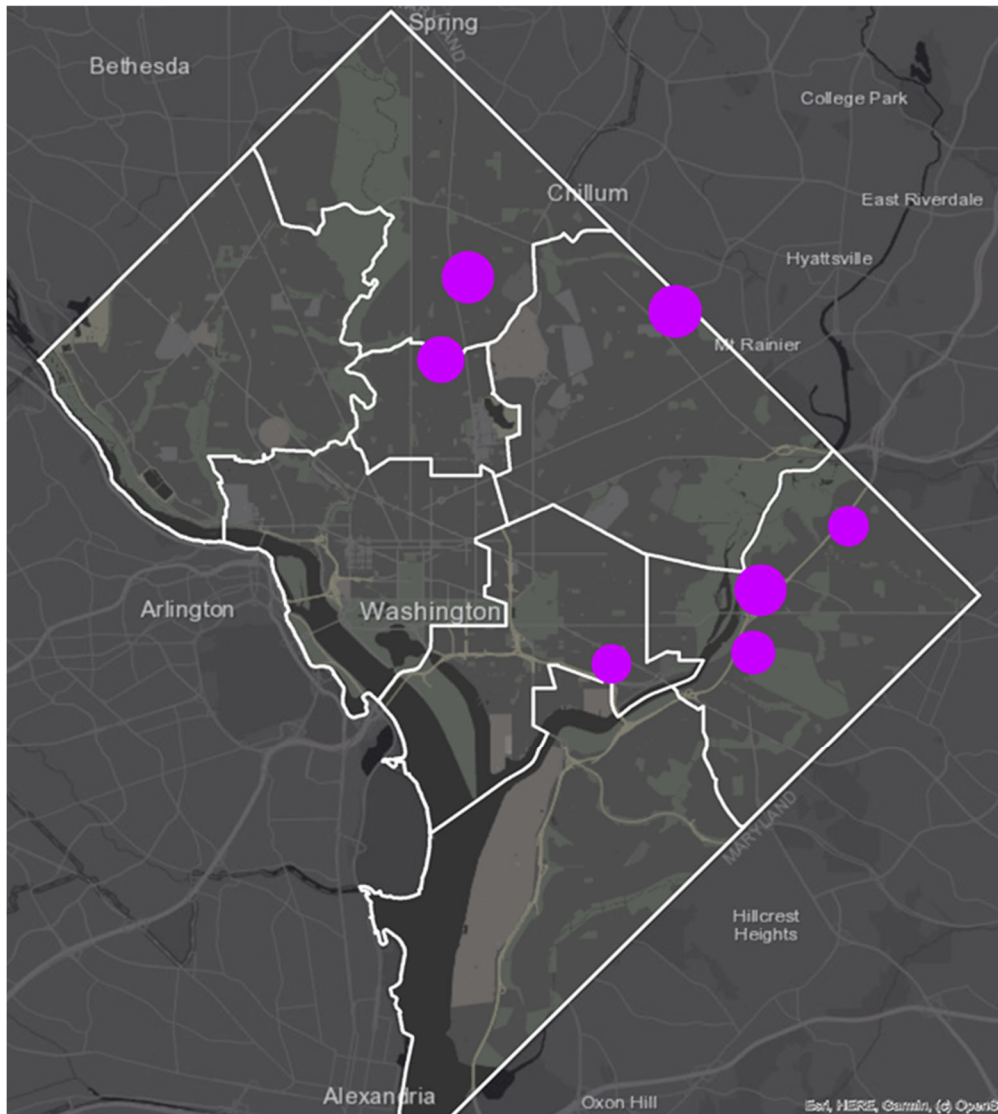 Spring
MARYLAND
Bethesda
College Park
Chillum
East Riverdale
Hyattsville
Mt Rainier
Arlington
Washington
MARYLAND
Hillcrest
Heights
Alexandria
Oxon Hill
Esri, HERE, Garmin, (c) OpenS